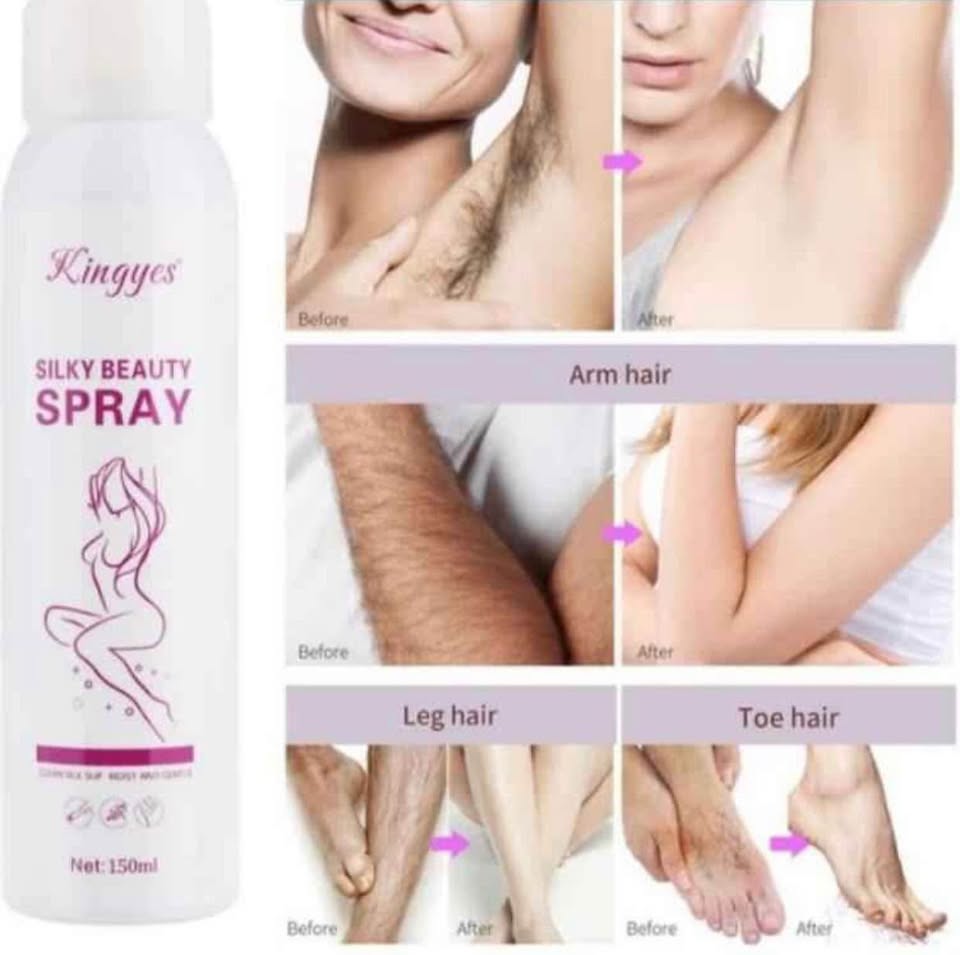 Kingyes
SILKY BEAUTY
SPRAY
Net: 150ml
Before
After
Arm hair
Before
After
Leg hair
Toe hair
Before
After
Before
After